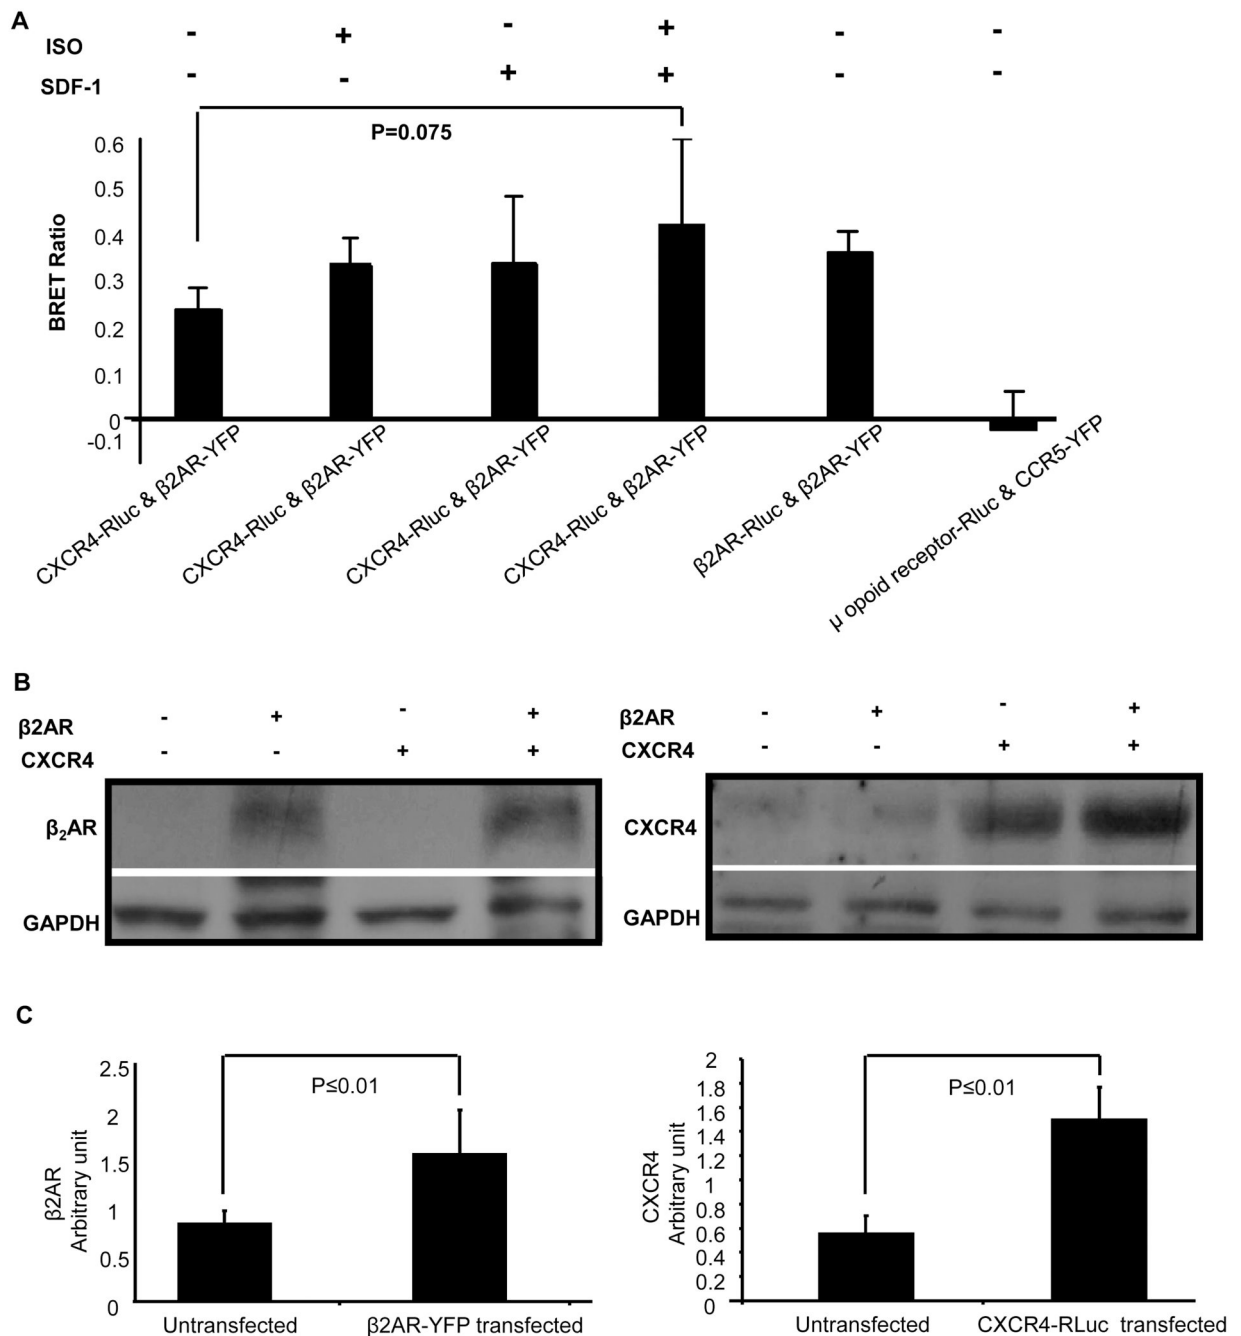 A
ISO - + - + - -
SDF-1 - - + + - -
P=0.075
BRET Ratio
0.6
0.5
0.4
0.3
0.2
0.1
0
-0.1
CXCR4-Rluc & β2AR-YFP
CXCR4-Rluc & β2AR-YFP
CXCR4-Rluc & β2AR-YFP
CXCR4-Rluc & β2AR-YFP
β2AR-Rluc & β2AR-YFP
µ opoid receptor-Rluc & CCR5-YFP
B
β2AR - + - +
CXCR4 - - + +
β₂AR
GAPDH
β2AR - + - +
CXCR4 - - + +
CXCR4
GAPDH
C
β2AR
Arbitrary unit
2.5
2
1.5
1
0.5
0
P≤0.01
Untransfected
β2AR-YFP transfected
CXCR4
Arbitrary unit
2
1.8
1.6
1.4
1.2
1
0.8
0.6
0.4
0.2
0
P≤0.01
Untransfected
CXCR4-RLuc transfected